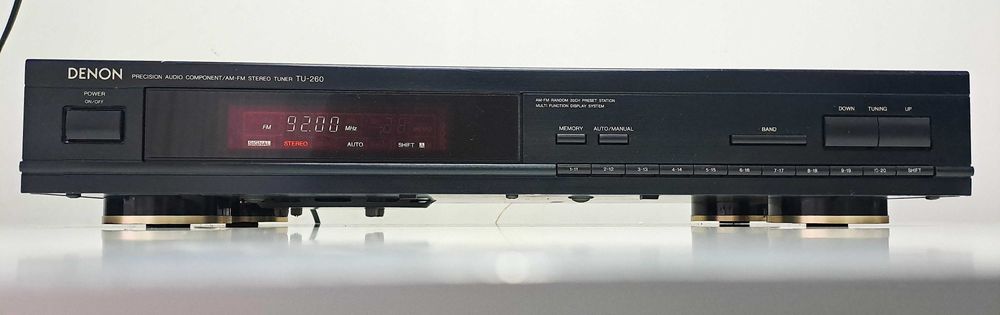 DENON PRECISION AUDIO COMPONENT/AM-FM STEREO TUNER TU-260
POWER
ON/OFF
FM 92.00 MHz
SIGNAL STEREO AUTO SHIFT A
AM-FM RANDOM 20CH PRESET STATION
MULTI FUNCTION DISPLAY SYSTEM
MEMORY AUTO/MANUAL BAND
DOWN TUNING UP
1-11 2-12 3-13 4-14 5-15 6-16 7-17 8-18 9-19 10-20 SHIFT